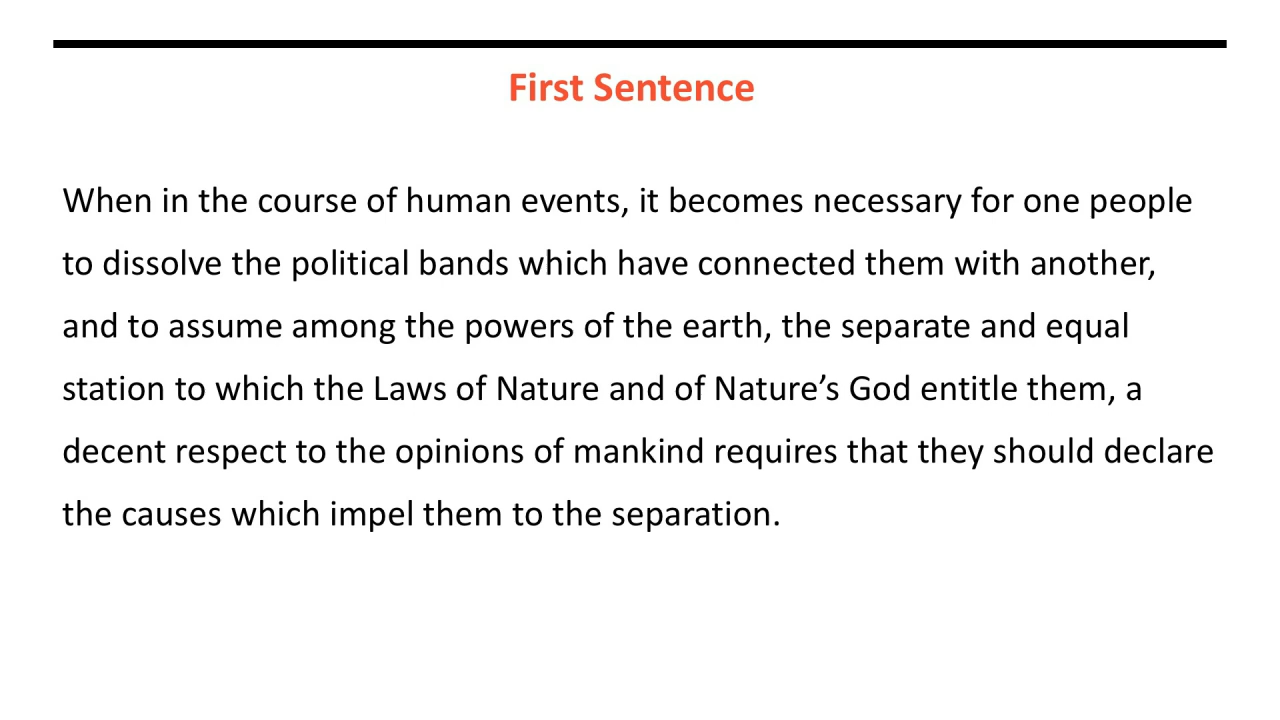 First Sentence
When in the course of human events, it becomes necessary for one people
to dissolve the political bands which have connected them with another,
and to assume among the powers of the earth, the separate and equal
station to which the Laws of Nature and of Nature’s God entitle them, a
decent respect to the opinions of mankind requires that they should declare
the causes which impel them to the separation.